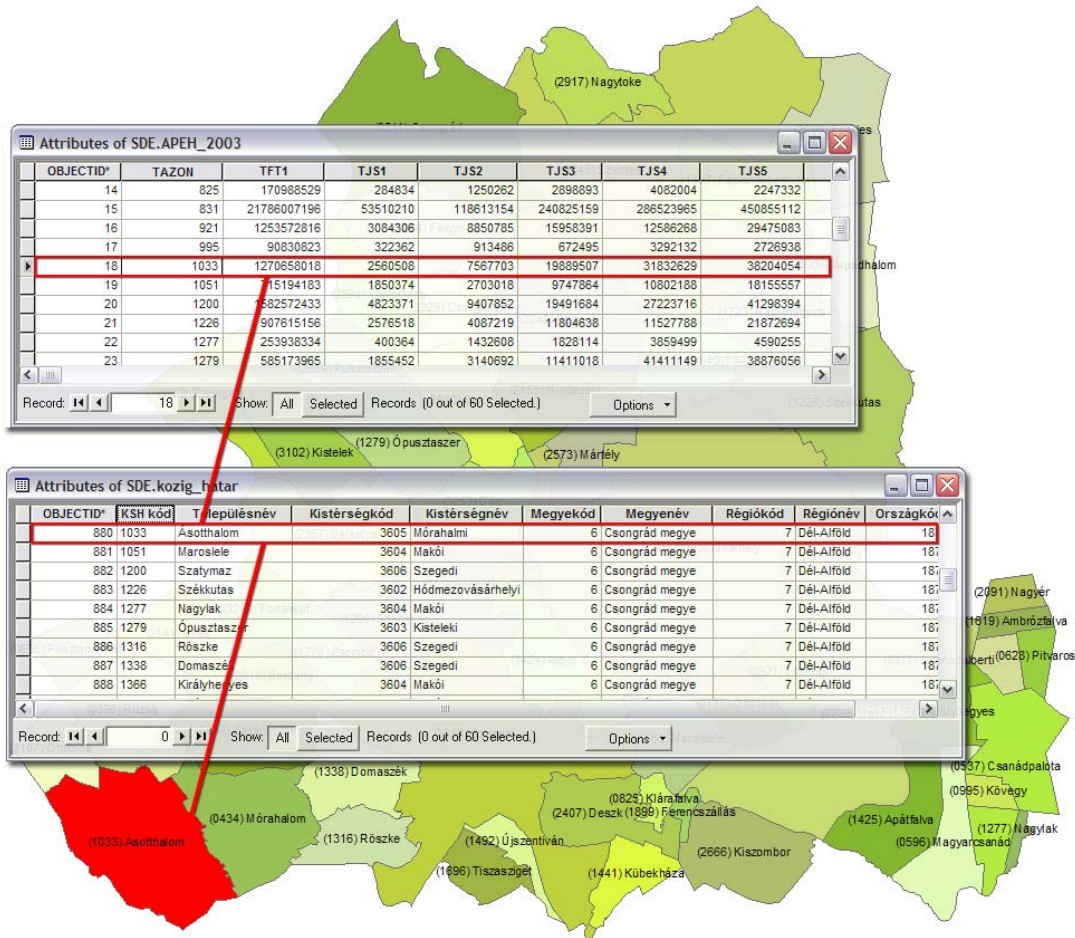 (2917) Nagytoke
Attributes of SDE.APEH_2003
OBJECTID* TAZON TFT1 TJS1 TJS2 TJS3 TJS4 TJS5
14 825 170988529 284834 1250262 2898893 4082004 2247332
15 831 21786007196 53510210 118613154 240825159 286523965 450855112
16 921 1253572816 3084306 8850785 15958391 12586268 29475083
17 995 90830823 322362 913486 672495 3292132 2726938
18 1033 1270658018 2560508 7567703 19889507 31832629 38204054
19 1051 15194183 1850374 2703018 9747864 10802188 18155557
20 1200 1582572433 4823371 9407852 19491684 27223716 41298394
21 1226 907615156 2576518 4087219 11804638 11527788 21872694
22 1277 253938334 400364 1432608 1828114 3859499 4590255
23 1279 585173965 1855452 3140692 11411018 41411149 38876056
Record: 18 Show: All Selected Records (0 out of 60 Selected.) Options
(1226) Székkutas
(1279) Ópusztaszer
(3102) Kistelek
(2573) Mártély
Attributes of SDE.kozig_hatar
OBJECTID* KSH kód Településnév Kistérségkód Kistérségnév Megyekód Megyenév Régiókód Régiónév Országkód
880 1033 Ásotthalom 3605 Mórahalmi 6 Csongrád megye 7 Dél-Alföld 18
881 1051 Maroslele 3604 Makói 6 Csongrád megye 7 Dél-Alföld 187
882 1200 Szatymaz 3606 Szegedi 6 Csongrád megye 7 Dél-Alföld 187
883 1226 Székkutas 3602 Hódmezovásárhelyi 6 Csongrád megye 7 Dél-Alföld 187
884 1277 Nagylak 3604 Makói 6 Csongrád megye 7 Dél-Alföld 187
885 1279 Ópusztaszer 3603 Kisteleki 6 Csongrád megye 7 Dél-Alföld 187
886 1316 Röszke 3606 Szegedi 6 Csongrád megye 7 Dél-Alföld 187
887 1338 Domaszék 3606 Szegedi 6 Csongrád megye 7 Dél-Alföld 187
888 1366 Királyhegyes 3604 Makói 6 Csongrád megye 7 Dél-Alföld 187
Record: 0 Show: All Selected Records (0 out of 60 Selected.) Options
(2091) Nagyér
(1619) Ambrózfalva
(0628) Pitvaros
(0537) Csanádpalota
(0995) Kövegy
(1338) Domaszék
(0825) Klárafalva
(0434) Mórahalom
(2407) Deszk (1899) Ferencszállás
(1425) Apátfalva
(1277) Nagylak
(1033) Ásotthalom
(1316) Röszke
(1492) Újszentiván
(0596) Magyarcsanád
(2666) Kiszombor
(1696) Tiszasziget
(1441) Kübekháza